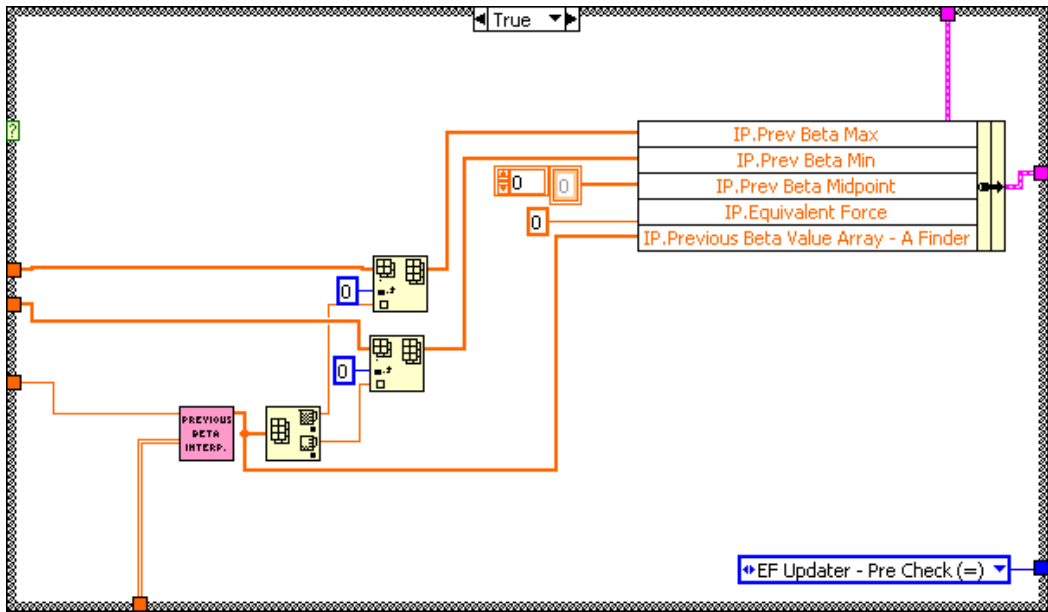 True
?
IP.Prev Beta Max
IP.Prev Beta Min
0
0
IP.Prev Beta Midpoint
0
IP.Equivalent Force
IP.Previous Beta Value Array - A Finder
0
0
PREVIOUS
BETA
INTERP.
EF Updater - Pre Check (=)